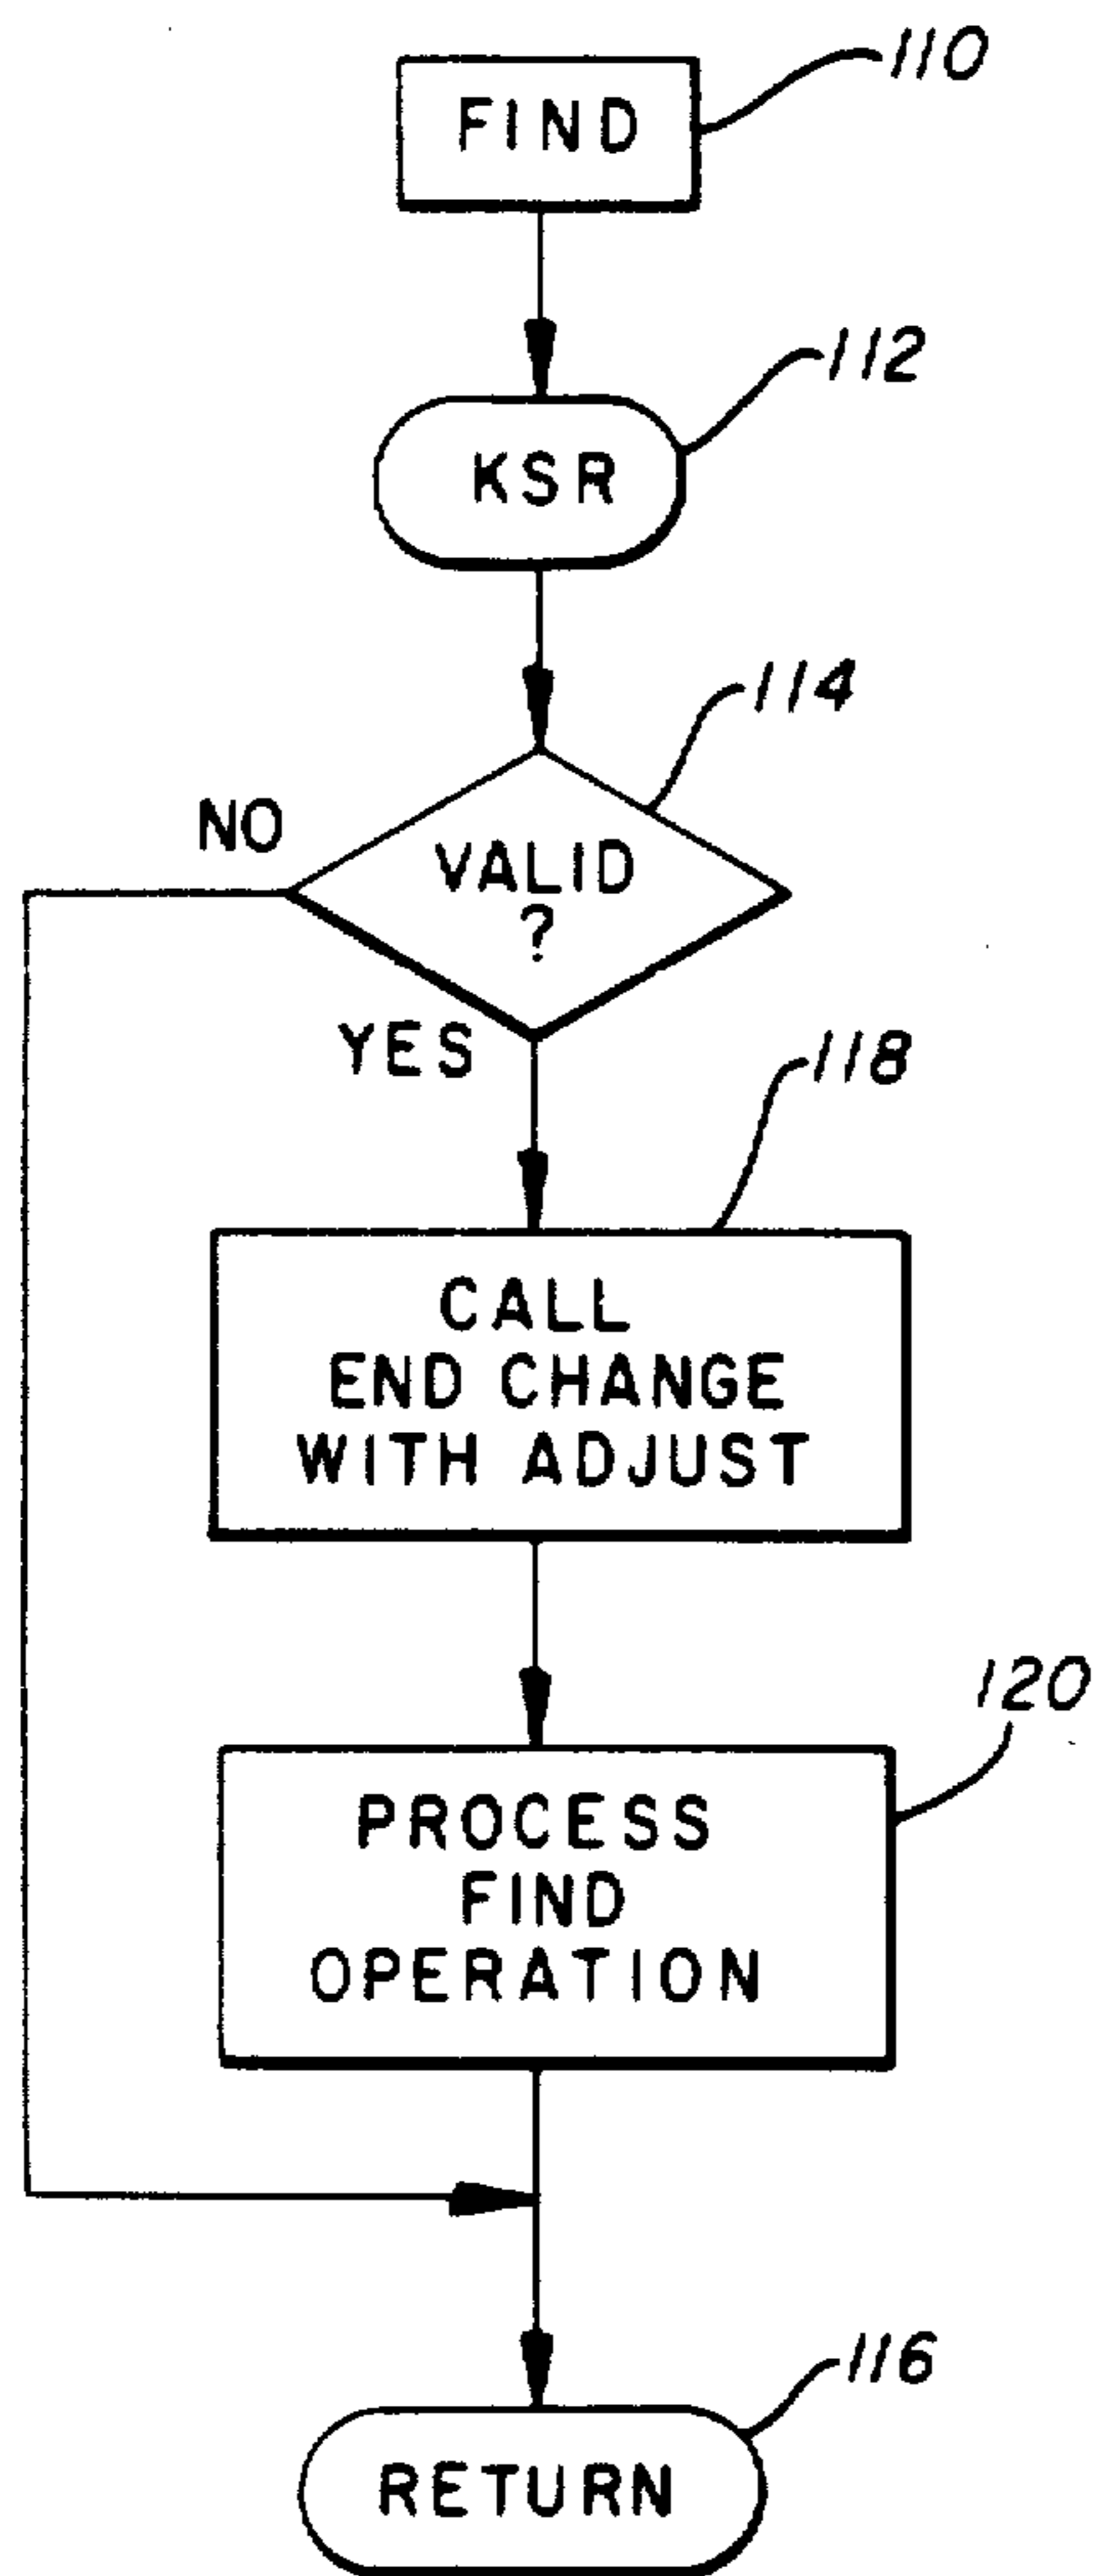 FIND
110
KSR
112
114
NO
VALID
?
YES
118
CALL
END CHANGE
WITH ADJUST
120
PROCESS
FIND
OPERATION
116
RETURN